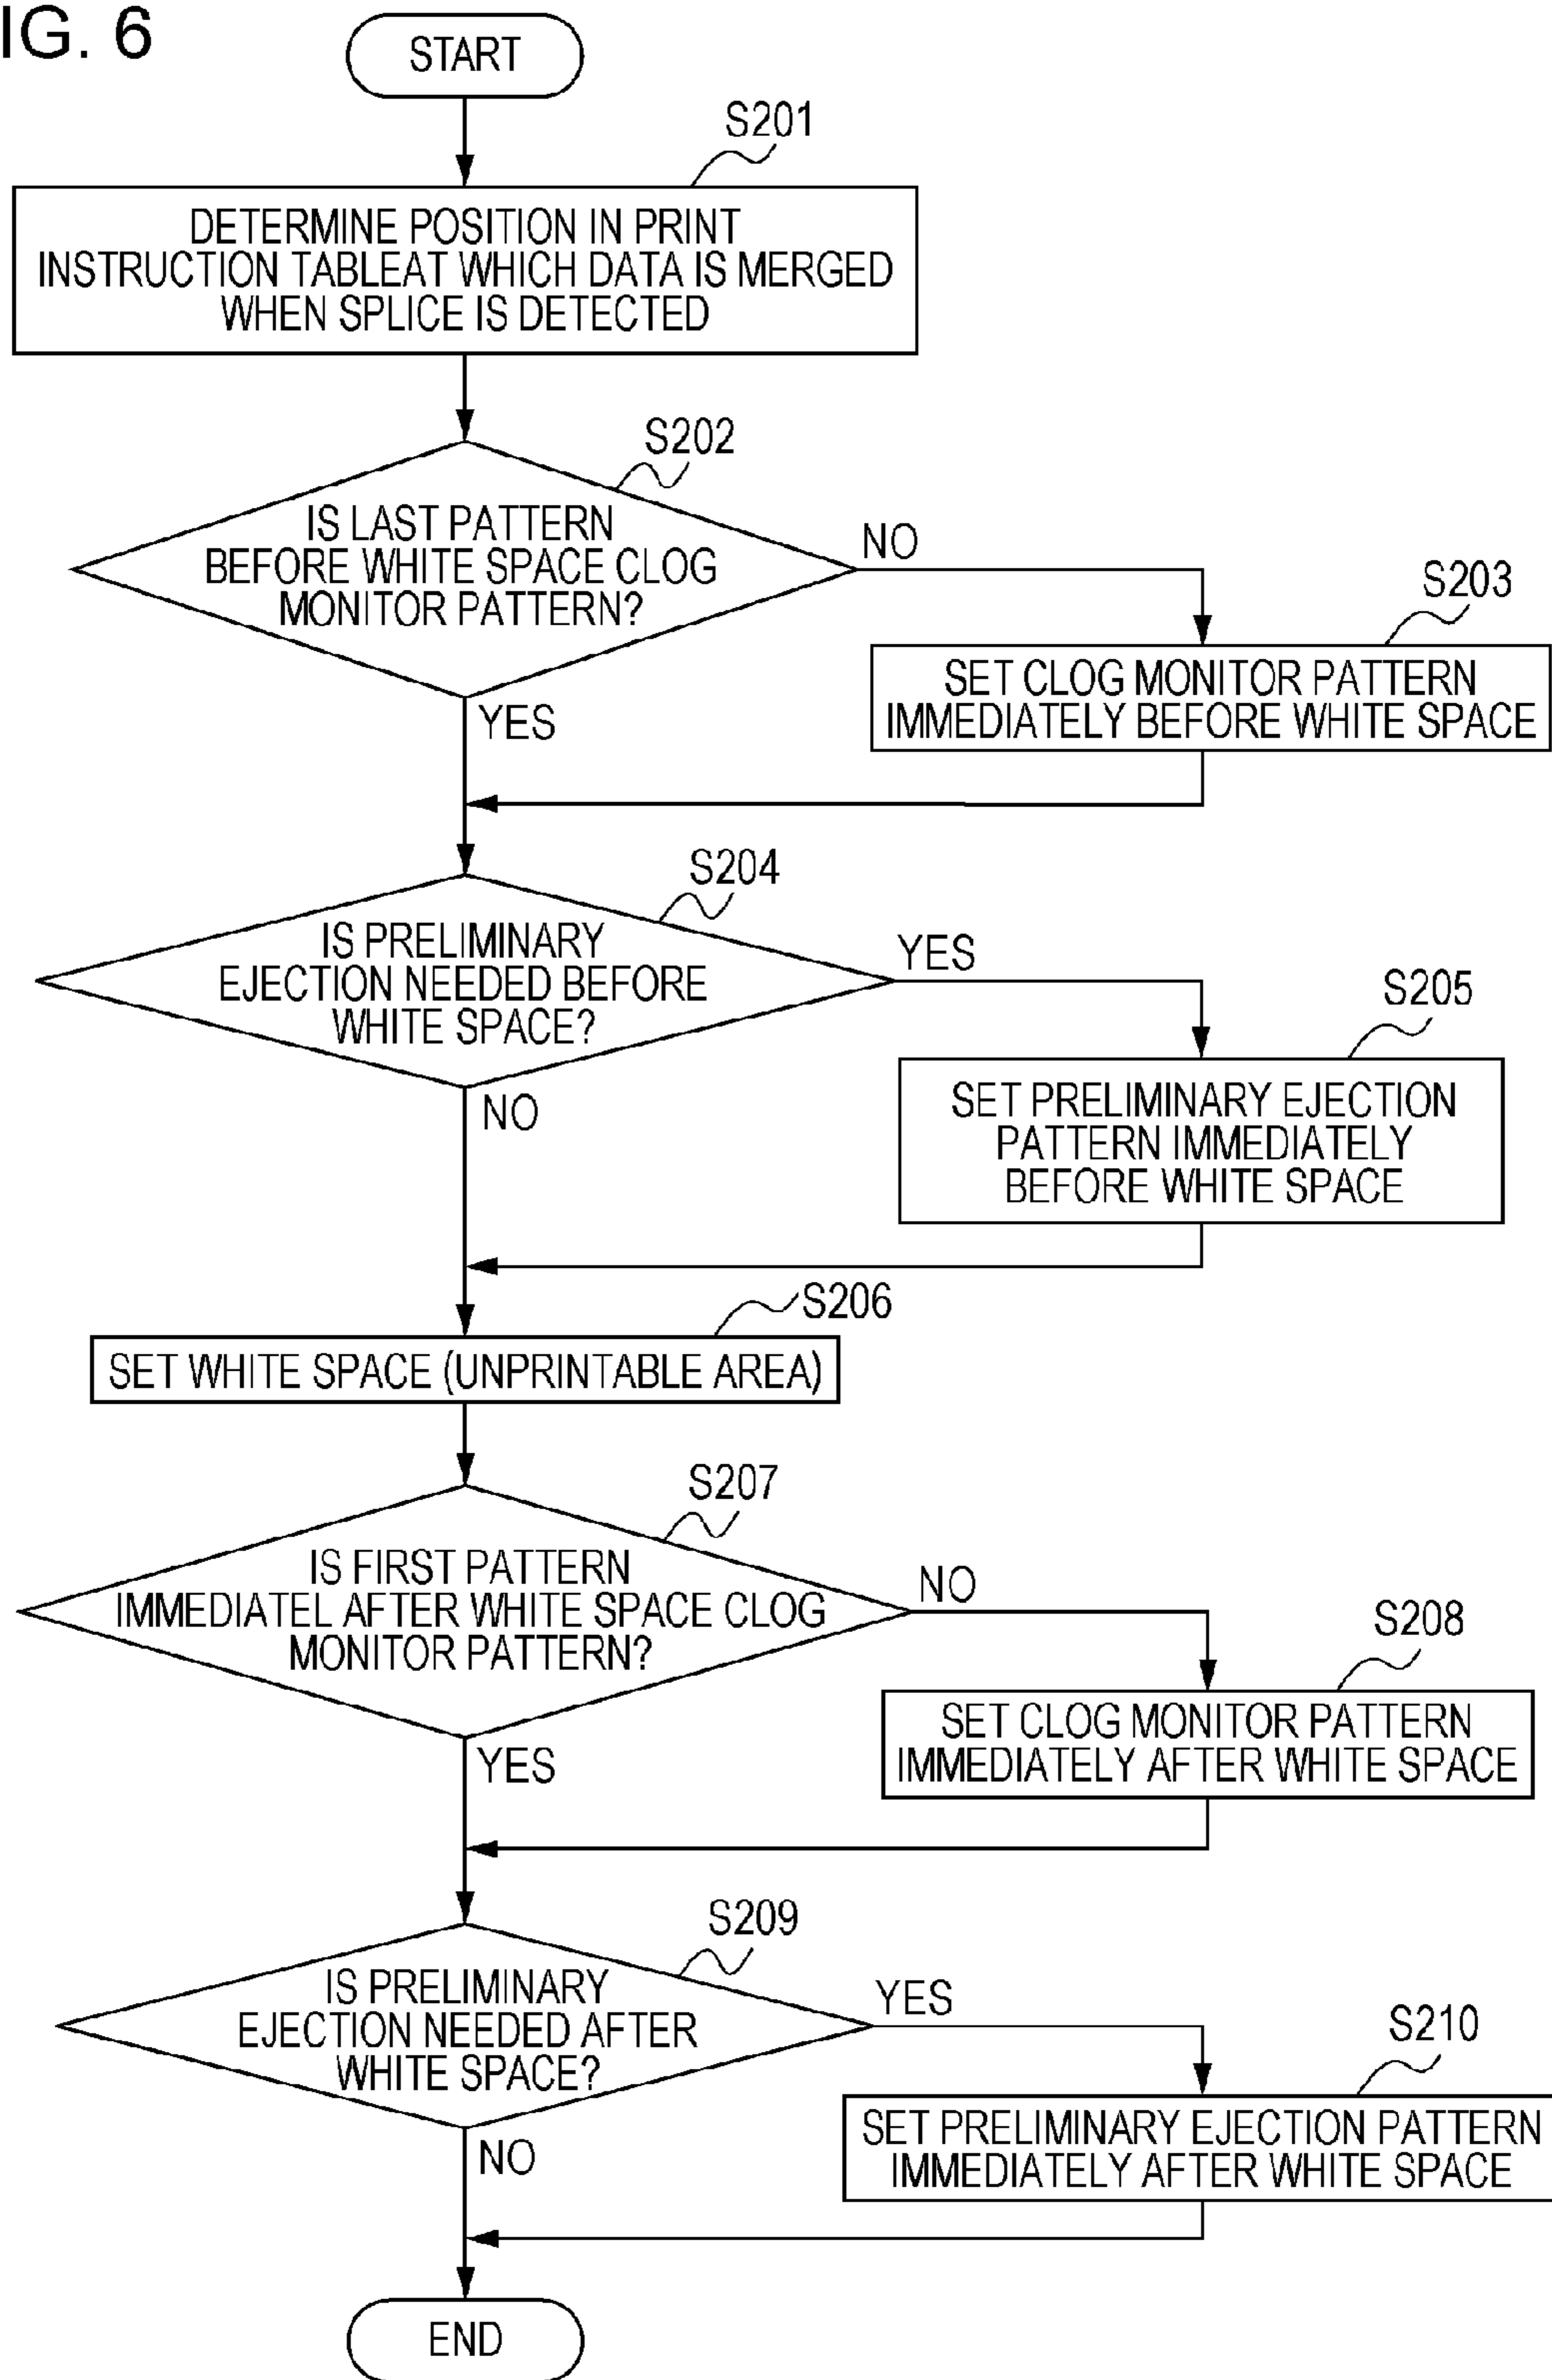 IG. 6
START
S201
DETERMINE POSITION IN PRINT
INSTRUCTION TABLEAT WHICH DATA IS MERGED
WHEN SPLICE IS DETECTED
S202
IS LAST PATTERN
BEFORE WHITE SPACE CLOG
MONITOR PATTERN?
NO
S203
SET CLOG MONITOR PATTERN
IMMEDIATELY BEFORE WHITE SPACE
YES
S204
IS PRELIMINARY
EJECTION NEEDED BEFORE
WHITE SPACE?
YES
S205
SET PRELIMINARY EJECTION
PATTERN IMMEDIATELY
BEFORE WHITE SPACE
NO
S206
SET WHITE SPACE (UNPRINTABLE AREA)
S207
IS FIRST PATTERN
IMMEDIATEL AFTER WHITE SPACE CLOG
MONITOR PATTERN?
NO
S208
SET CLOG MONITOR PATTERN
IMMEDIATELY AFTER WHITE SPACE
YES
S209
IS PRELIMINARY
EJECTION NEEDED AFTER
WHITE SPACE?
YES
S210
SET PRELIMINARY EJECTION PATTERN
IMMEDIATELY AFTER WHITE SPACE
NO
END